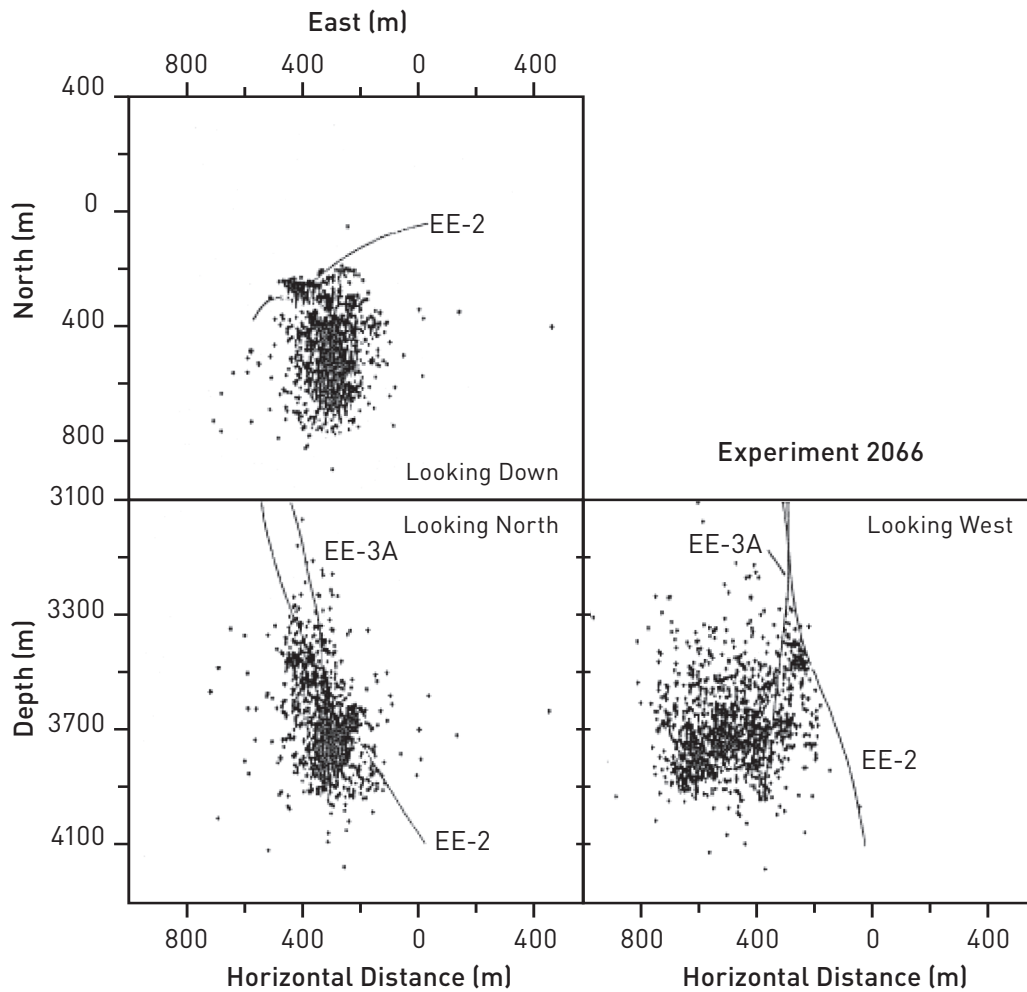 East (m)
800 400 0 400
400
0
400
800
North (m)
EE-2
Looking Down
Experiment 2066
3100
3300
3700
4100
Depth (m)
Looking North
EE-3A
EE-2
Looking West
EE-3A
EE-2
800 400 0 400
800 400 0 400
Horizontal Distance (m)
Horizontal Distance (m)